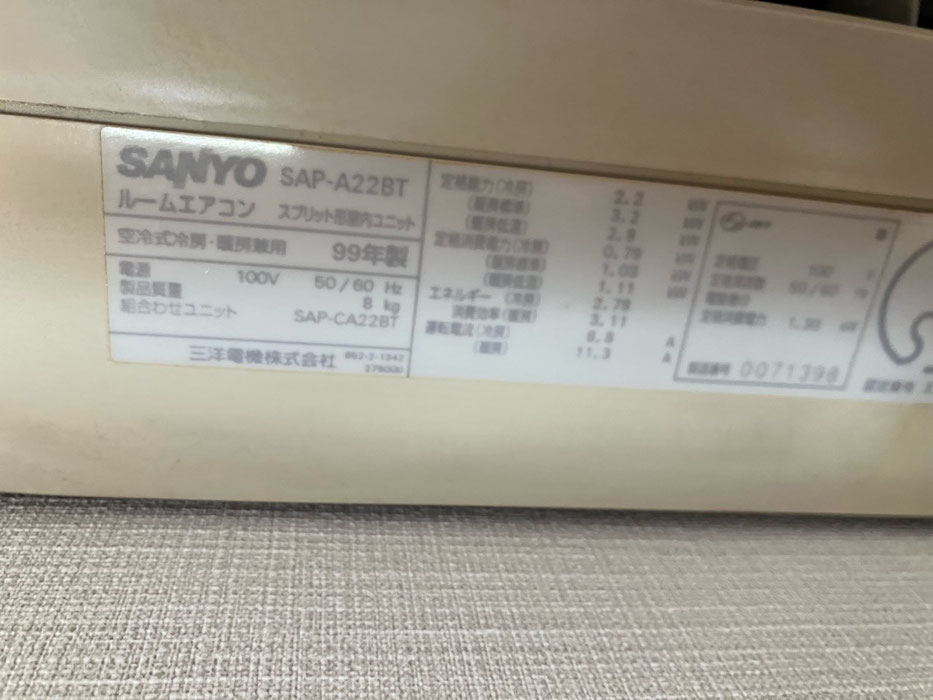 SANYO SAP-A22BT
ルームエアコン スプリット形室内ユニット
空冷式冷房・暖房兼用 99年製
電源 100V 50/60 Hz
製品質量 8 kg
組合わせユニット SAP-CA22BT
三洋電機株式会社
定格能力(冷房) 2.2 kW
(暖房標準) 3.2 kW
(暖房低温) 2.8 kW
定格消費電力(冷房) 0.79 kW
(暖房標準) 1.03 kW
(暖房低温) 1.11 kW
エネルギー (冷房) 2.78
消費効率(暖房) 3.11
運転電流(冷房) 8.8 A
(暖房) 11.3 A
定格電圧 100 V
定格周波数 50/60 Hz
定格消費電力 kW
製造番号 0071398